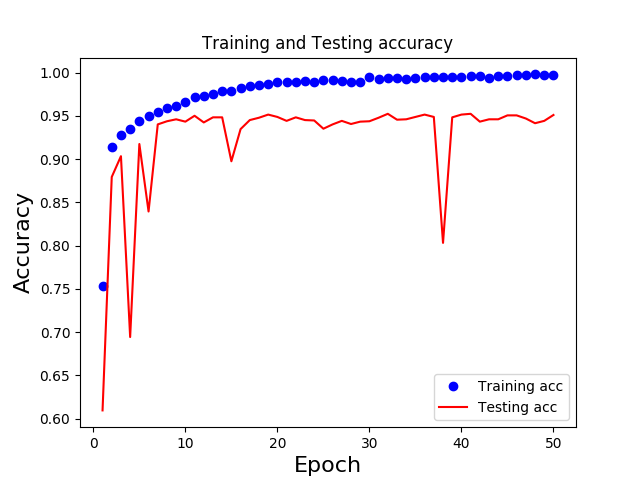 Training and Testing accuracy
1.00
0.95
0.90
0.85
0.80
0.75
0.70
0.65
0.60
Accuracy
Training acc
Testing acc
0 10 20 30 40 50
Epoch